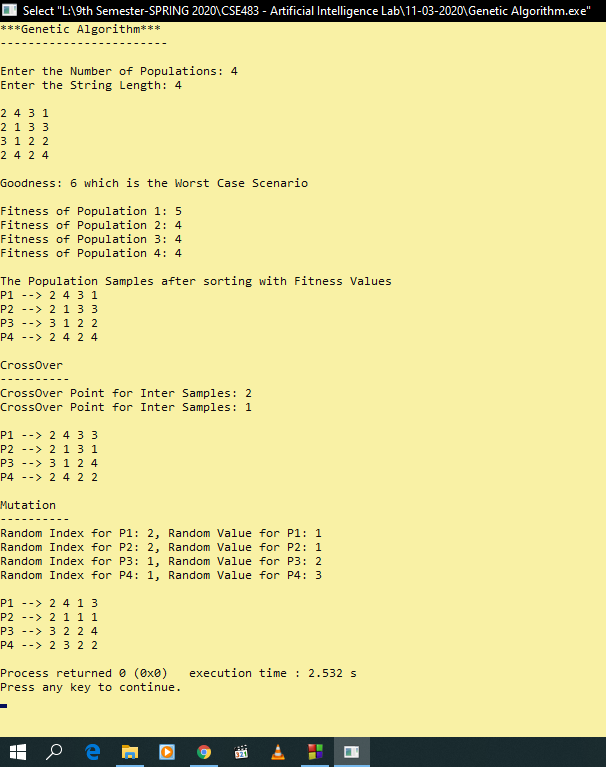 Select "L:\9th Semester-SPRING 2020\CSE483 - Artificial Intelligence Lab\11-03-2020\Genetic Algorithm.exe"
***Genetic Algorithm***
------------------------
Enter the Number of Populations: 4
Enter the String Length: 4
2 4 3 1
2 1 3 3
3 1 2 2
2 4 2 4
Goodness: 6 which is the Worst Case Scenario
Fitness of Population 1: 5
Fitness of Population 2: 4
Fitness of Population 3: 4
Fitness of Population 4: 4
The Population Samples after sorting with Fitness Values
P1 --> 2 4 3 1
P2 --> 2 1 3 3
P3 --> 3 1 2 2
P4 --> 2 4 2 4
CrossOver
----------
CrossOver Point for Inter Samples: 2
CrossOver Point for Inter Samples: 1
P1 --> 2 4 3 3
P2 --> 2 1 3 1
P3 --> 3 1 2 4
P4 --> 2 4 2 2
Mutation
----------
Random Index for P1: 2, Random Value for P1: 1
Random Index for P2: 2, Random Value for P2: 1
Random Index for P3: 1, Random Value for P3: 2
Random Index for P4: 1, Random Value for P4: 3
P1 --> 2 4 1 3
P2 --> 2 1 1 1
P3 --> 3 2 2 4
P4 --> 2 3 2 2
Process returned 0 (0x0)   execution time : 2.532 s
Press any key to continue.